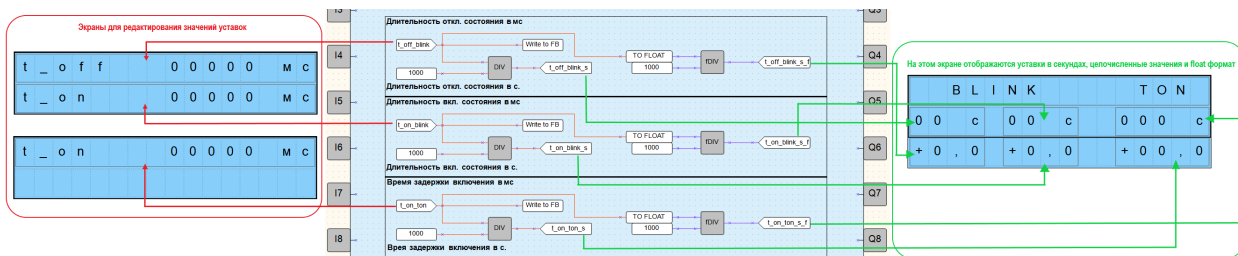 Экраны для редактирования значений уставок
t _ o f f 0 0 0 0 0 м с
t _ o n 0 0 0 0 0 м с
t _ o n 0 0 0 0 0 м с
I4
I5
I6
I7
I8
Длительность откл. состояния в мс
t_off_blink
Write to FB
1000
DIV
t_off_blink_s
TO FLOAT
1000
fDIV
t_off_blink_s_f
Длительность откл. состояния в с.
Длительность вкл. состояния в мс
t_on_blink
Write to FB
1000
DIV
t_on_blink_s
TO FLOAT
1000
fDIV
t_on_blink_s_f
Длительность вкл. состояния в с.
Время задержки включения в мс
t_on_ton
Write to FB
1000
DIV
t_on_ton_s
TO FLOAT
1000
fDIV
t_on_ton_s_f
Врея задержки включения в с.
Q4
Q5
Q6
Q7
Q8
На этом экране отображаются уставки в секундах, целочисленные значения и float формат
B L I N K T O N
0 0 с 0 0 с 0 0 0 с
+ 0 , 0 + 0 , 0 + 0 0 , 0